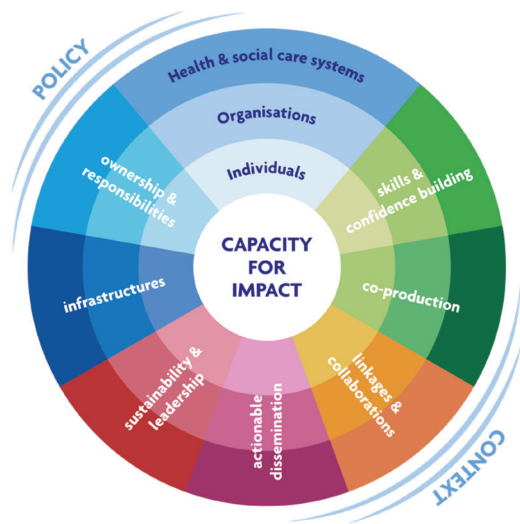 POLICY
Health & social care systems
Organisations
Individuals
ownership &
responsibilities
skills &
confidence building
CAPACITY
FOR
IMPACT
infrastructures
co-production
sustainability &
leadership
actionable
dissemination
linkages &
collaborations
CONTEXT